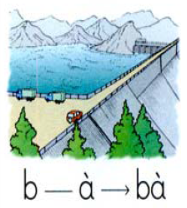 b — à → bà